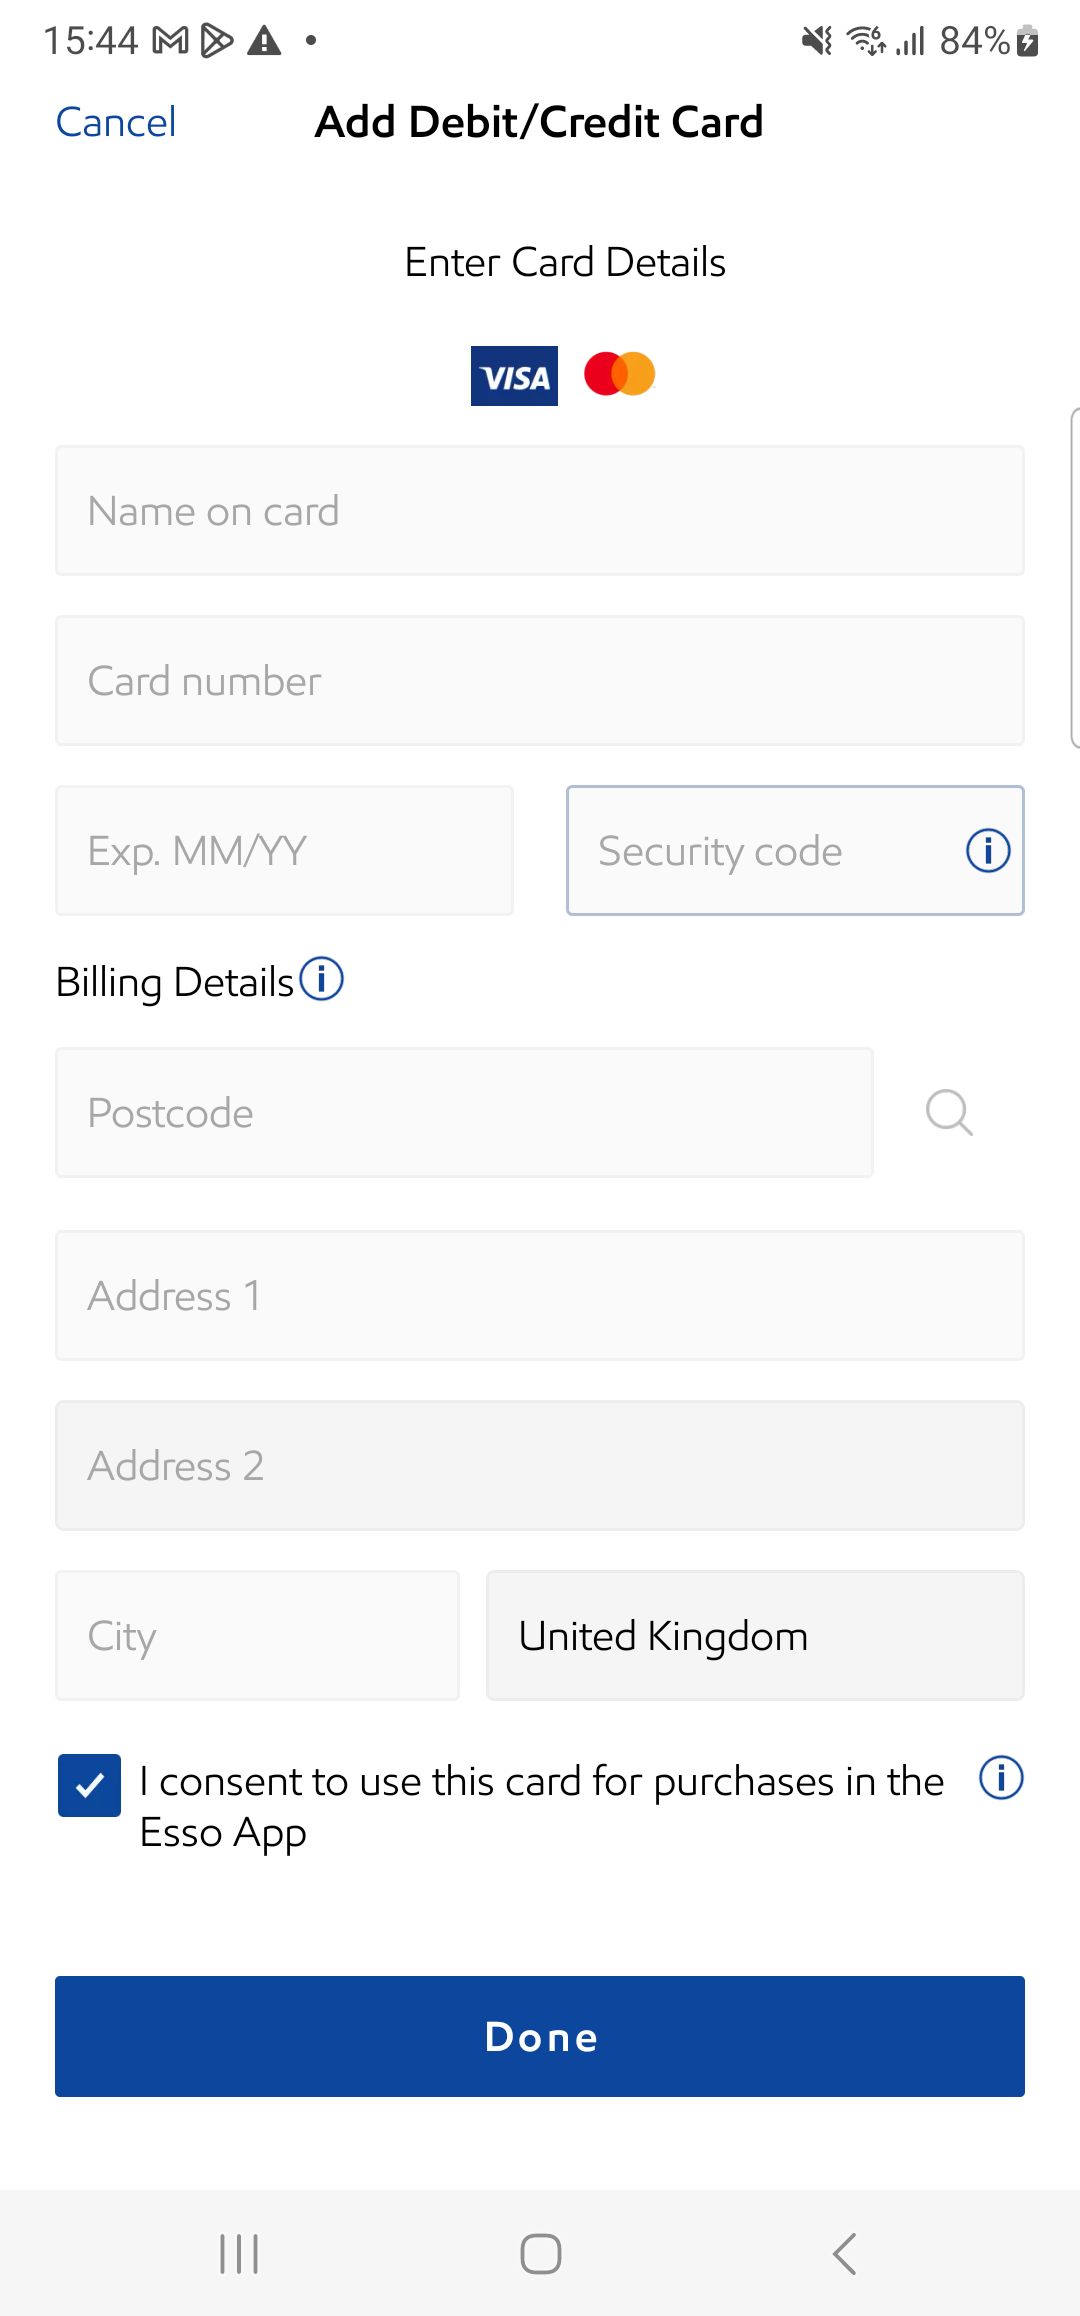 15:44 84%
Cancel Add Debit/Credit Card
Enter Card Details
VISA
Name on card
Card number
Exp. MM/YY Security code
Billing Details
Postcode
Address 1
Address 2
City United Kingdom
I consent to use this card for purchases in the
Esso App
Done